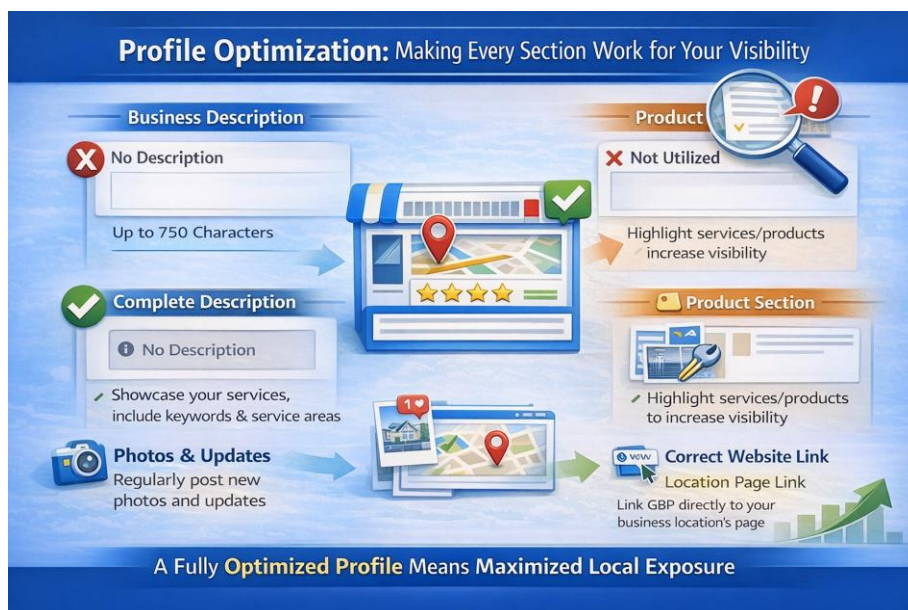 Profile Optimization: Making Every Section Work for Your Visibility
Business Description
No Description
Up to 750 Characters
Complete Description
No Description
Showcase your services,
include keywords & service areas
Photos & Updates
Regularly post new
photos and updates
Product
Not Utilized
Highlight services/products
increase visibility
Product Section
Highlight services/products
to increase visibility
1
Correct Website Link
Location Page Link
Link GBP directly to your
business location's page
A Fully Optimized Profile Means Maximized Local Exposure